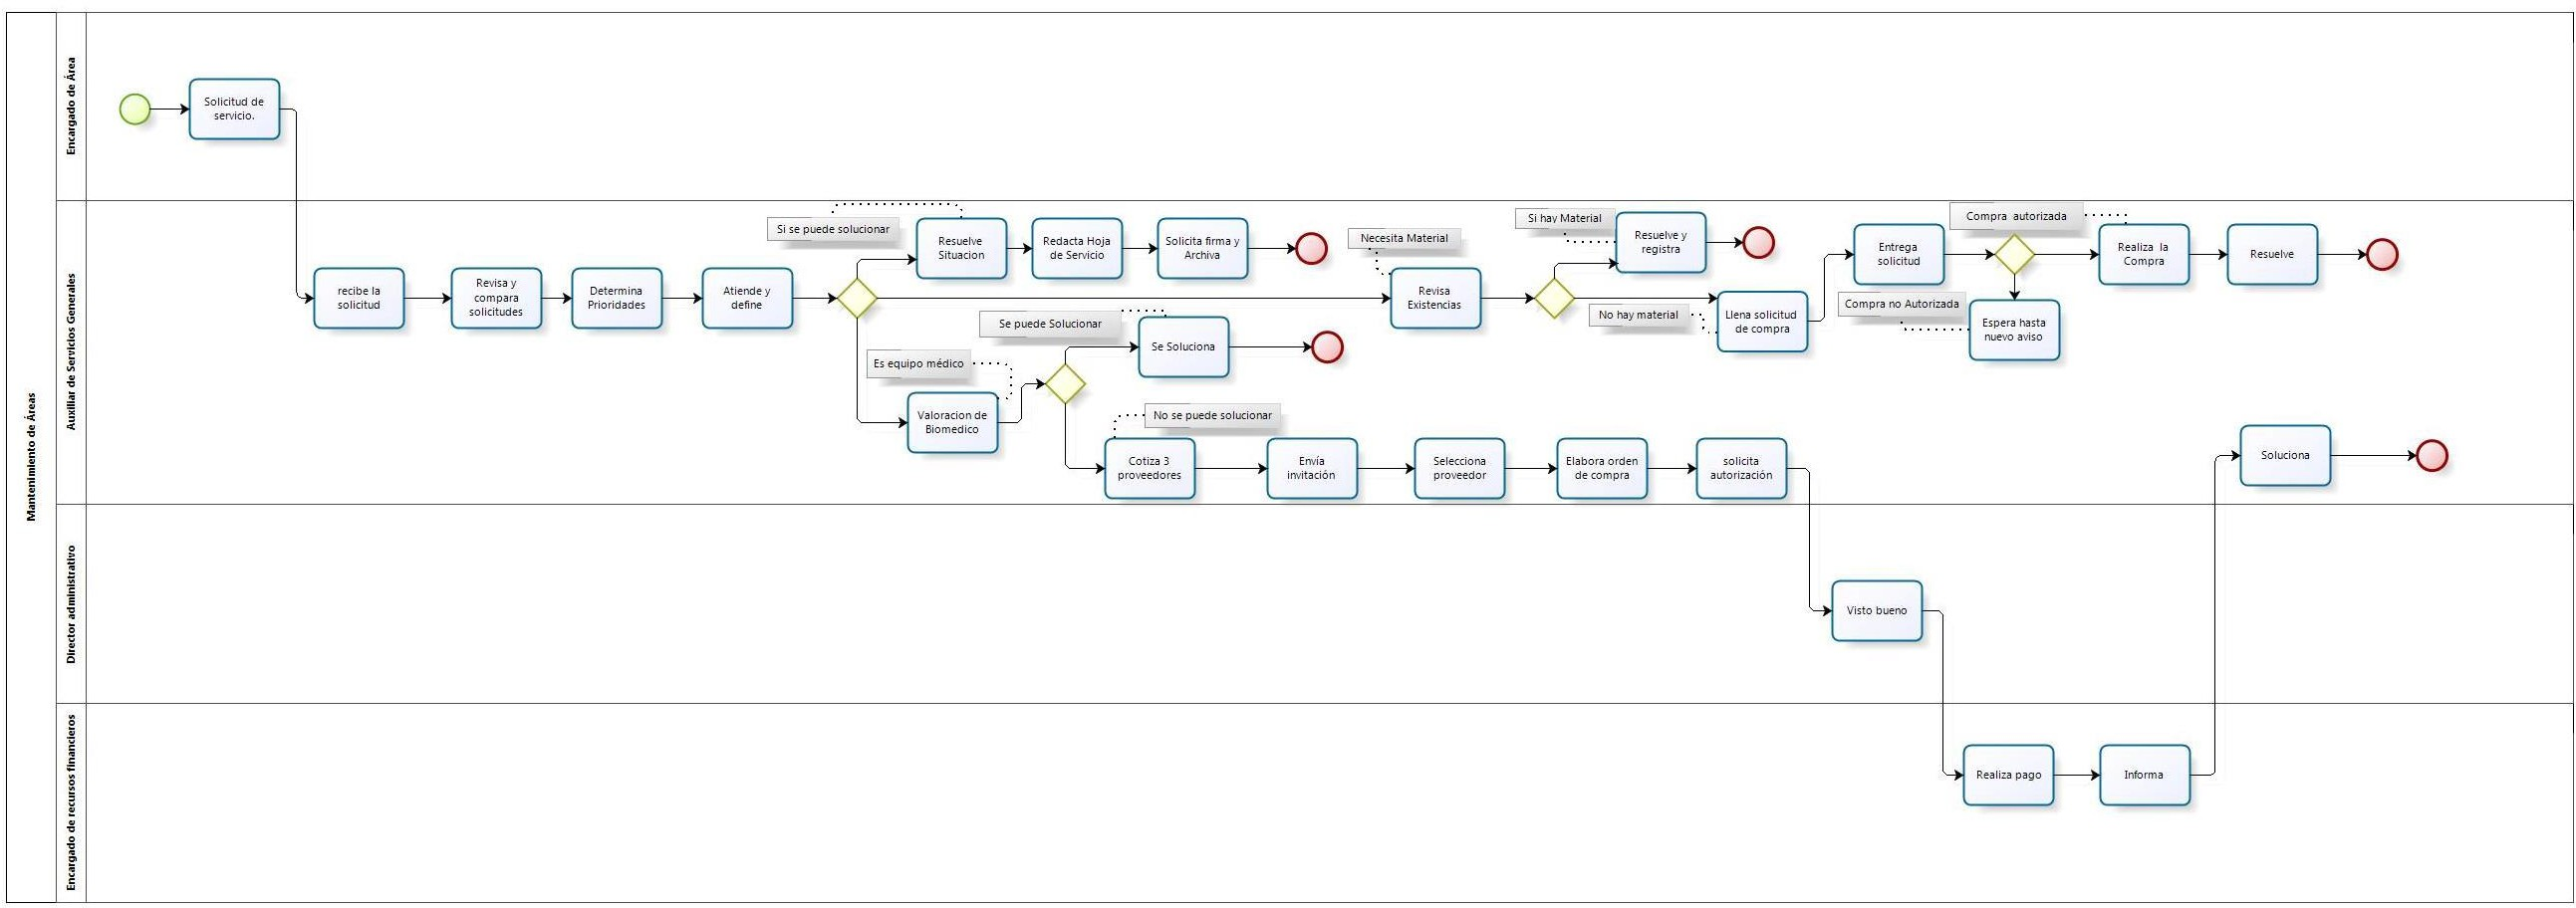 Mantenimiento de Áreas
Encargado de Área
Solicitud de
servicio.
Auxiliar de Servicios Generales
recibe la
solicitud
Revisa y
compara
solicitudes
Determina
Prioridades
Atiende y
define
Si se puede solucionar
Resuelve
Situacion
Redacta Hoja
de Servicio
Solicita firma y
Archiva
Necesita Material
Revisa
Existencias
Si hay Material
Resuelve y
registra
No hay material
Llena solicitud
de compra
Entrega
solicitud
Compra autorizada
Realiza la
Compra
Resuelve
Compra no Autorizada
Espera hasta
nuevo aviso
Es equipo médico
Valoracion de
Biomedico
Se puede Solucionar
Se Soluciona
No se puede solucionar
Cotiza 3
proveedores
Envía
invitación
Selecciona
proveedor
Elabora orden
de compra
solicita
autorización
Soluciona
Director administrativo
Visto bueno
Encargado de recursos financieros
Realiza pago
Informa